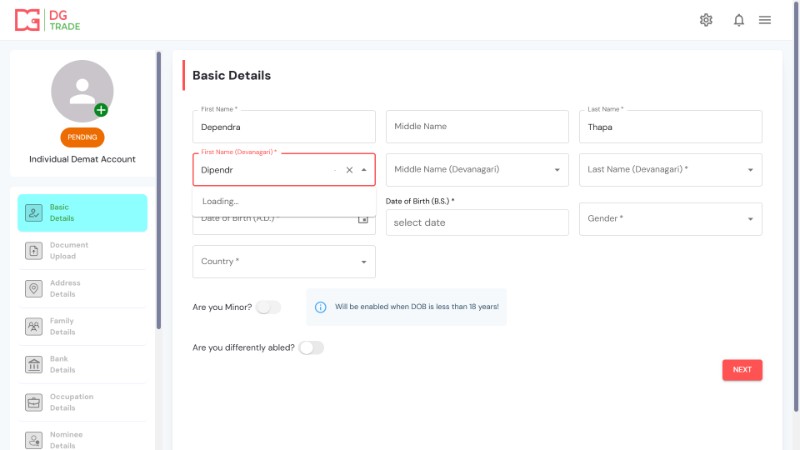 DG
TRADE
PENDING
Individual Demat Account
Basic
Details
Document
Upload
Address
Details
Family
Details
Bank
Details
Occupation
Details
Nominee
Details
Basic Details
First Name *
Dependra
Middle Name
Last Name *
Thapa
First Name (Devanagari) *
Dipendr
Middle Name (Devanagari)
Last Name (Devanagari) *
Loading...
Date of Birth (A.D.) *
Date of Birth (B.S.) *
select date
Gender *
Country *
Are you Minor?
Will be enabled when DOB is less than 18 years!
Are you differently abled?
NEXT